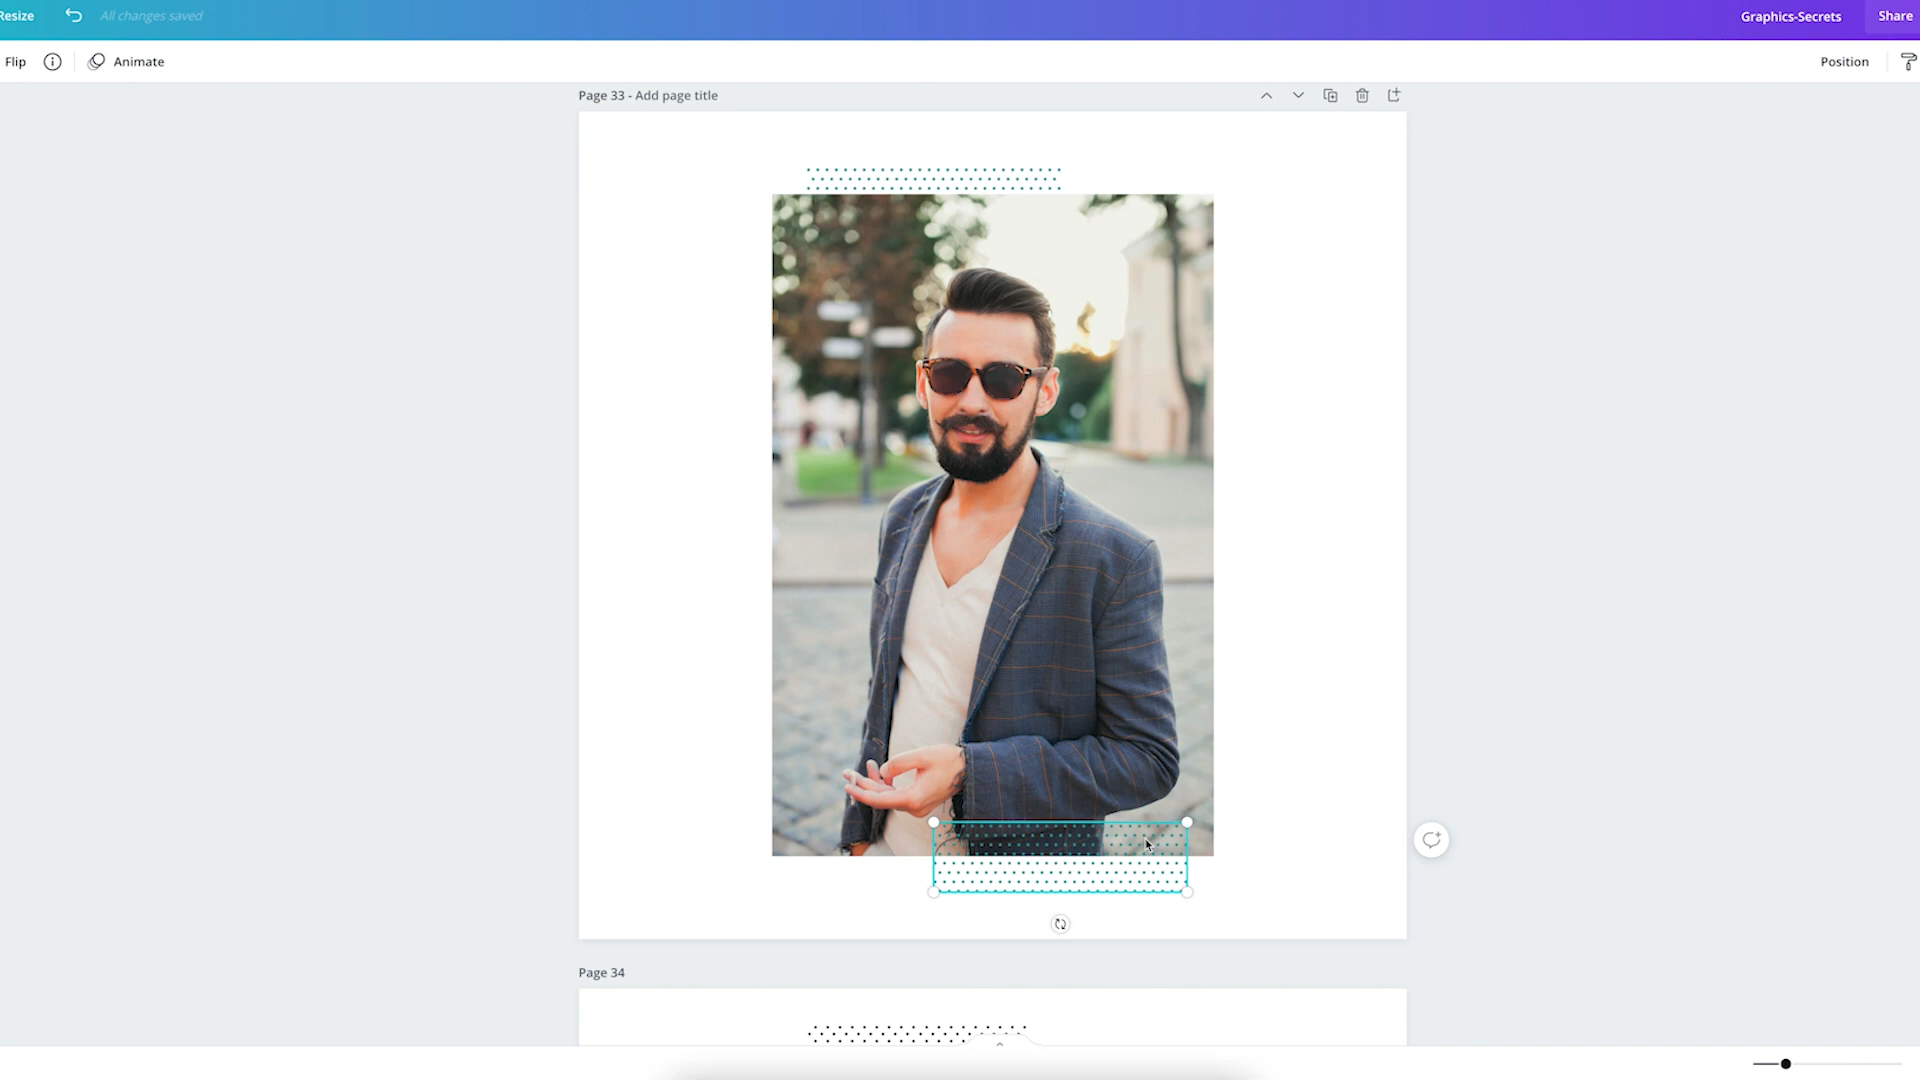 Resize
All changes saved
Graphics-Secrets
Share
Flip
Animate
Position
Page 33 - Add page title
Page 34